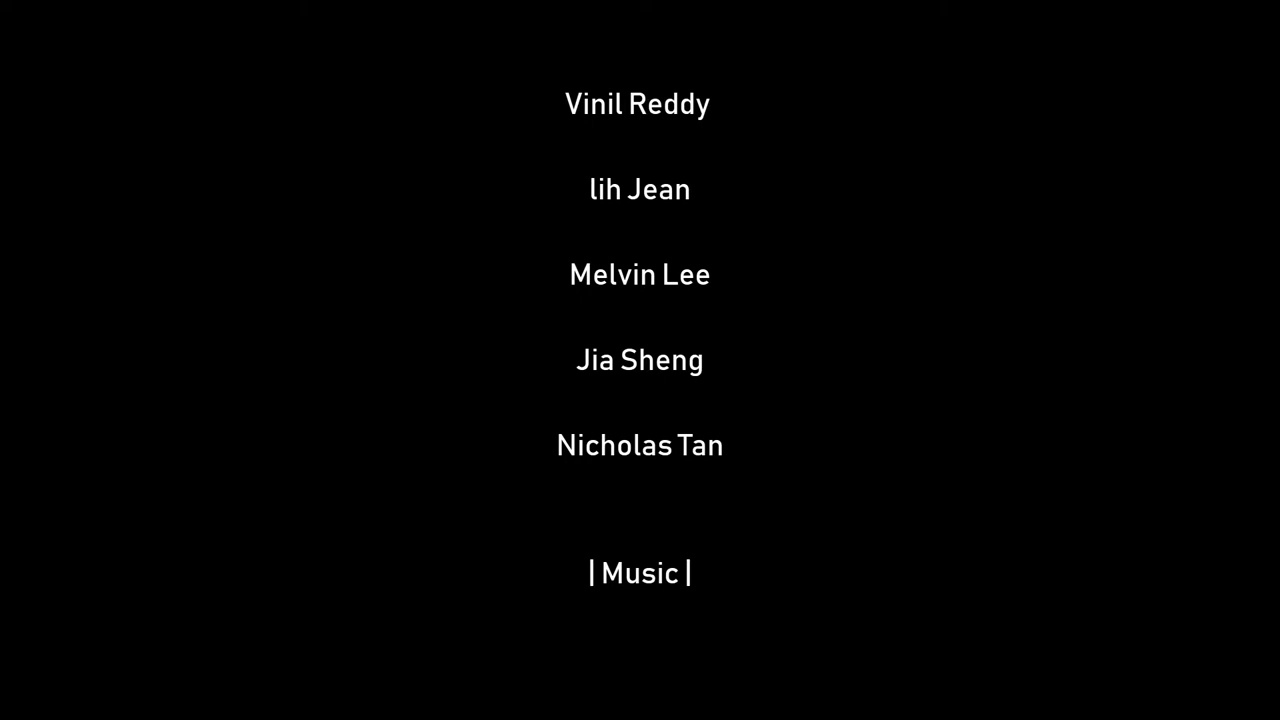 Vinil Reddy
lih Jean
Melvin Lee
Jia Sheng
Nicholas Tan
| Music |